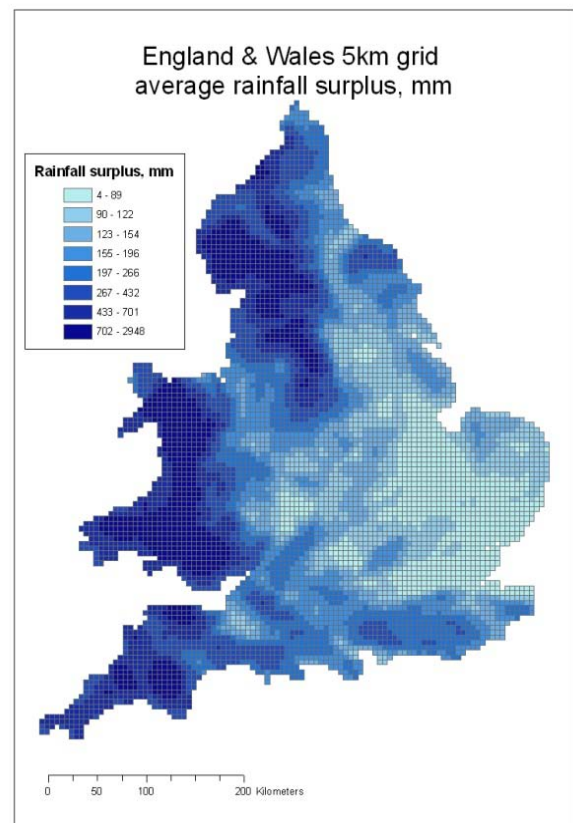 England & Wales 5km grid
average rainfall surplus, mm
Rainfall surplus, mm
4 - 89
90 - 122
123 - 154
155 - 196
197 - 266
267 - 432
433 - 701
702 - 2948
0 50 100 200 Kilometers